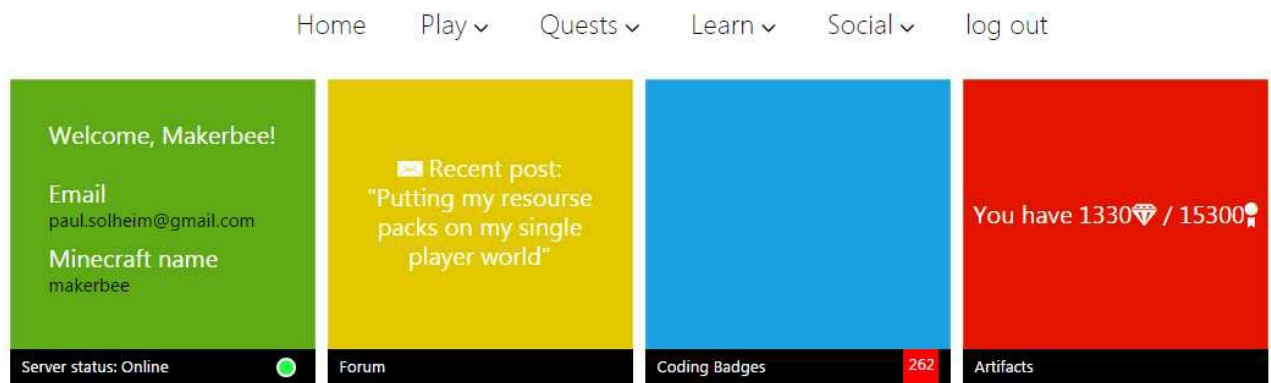 Home Play Quests Learn Social log out
Welcome, Makerbee!
Email
paul.solheim@gmail.com
Minecraft name
makerbee
Server status: Online
Recent post:
"Putting my resourse
packs on my single
player world"
Forum
Coding Badges 262
You have 1330 / 15300
Artifacts